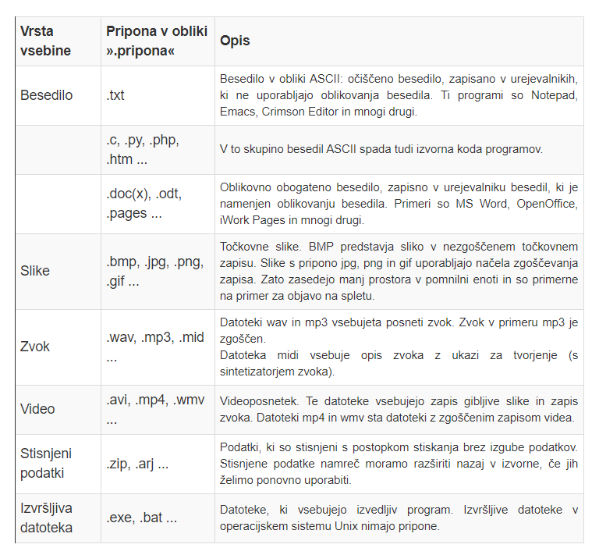 Vrsta vsebine
Pripona v obliki
».pripona«
Opis
Besedilo
.txt
Besedilo v obliki ASCII: očiščeno besedilo, zapisano v urejevalnikih,
ki ne uporabljajo oblikovanja besedila. Ti programi so Notepad,
Emacs, Crimson Editor in mnogi drugi.
.c, .py, .php,
.htm ...
V to skupino besedil ASCII spada tudi izvorna koda programov.
.doc(x), .odt,
.pages ...
Oblikovno obogateno besedilo, zapisno v urejevalniku besedil, ki je
namenjen oblikovanju besedila. Primeri so MS Word, OpenOffice,
iWork Pages in mnogi drugi.
Slike
.bmp, .jpg, .png,
.gif ...
Točkovne slike. BMP predstavja sliko v nezgoščenem točkovnem
zapisu. Slike s pripono jpg, png in gif uporabljajo načela zgoščevanja
zapisa. Zato zasedejo manj prostora v pomnilni enoti in so primerne
na primer za objavo na spletu.
Zvok
.wav, .mp3, .mid
...
Datoteki wav in mp3 vsebujeta posneti zvok. Zvok v primeru mp3 je
zgoščen.
Datoteka midi vsebuje opis zvoka z ukazi za tvorjenje (s
sintetizatorjem zvoka).
Video
.avi, .mp4, .wmv
...
Videoposnetek. Te datoteke vsebujejo zapis gibljive slike in zapis
zvoka. Datoteki mp4 in wmv sta datoteki z zgoščenim zapisom videa.
Stisnjeni
podatki
.zip, .arj ...
Podatki, ki so stisnjeni s postopkom stiskanja brez izgube podatkov.
Stisnjene podatke namreč moramo razširiti nazaj v izvorne, če jih
želimo ponovno uporabiti.
Izvršljiva
datoteka
.exe, .bat ...
Datoteke, ki vsebujejo izvedljiv program. Izvršljive datoteke v
operacijskem sistemu Unix nimajo pripone.